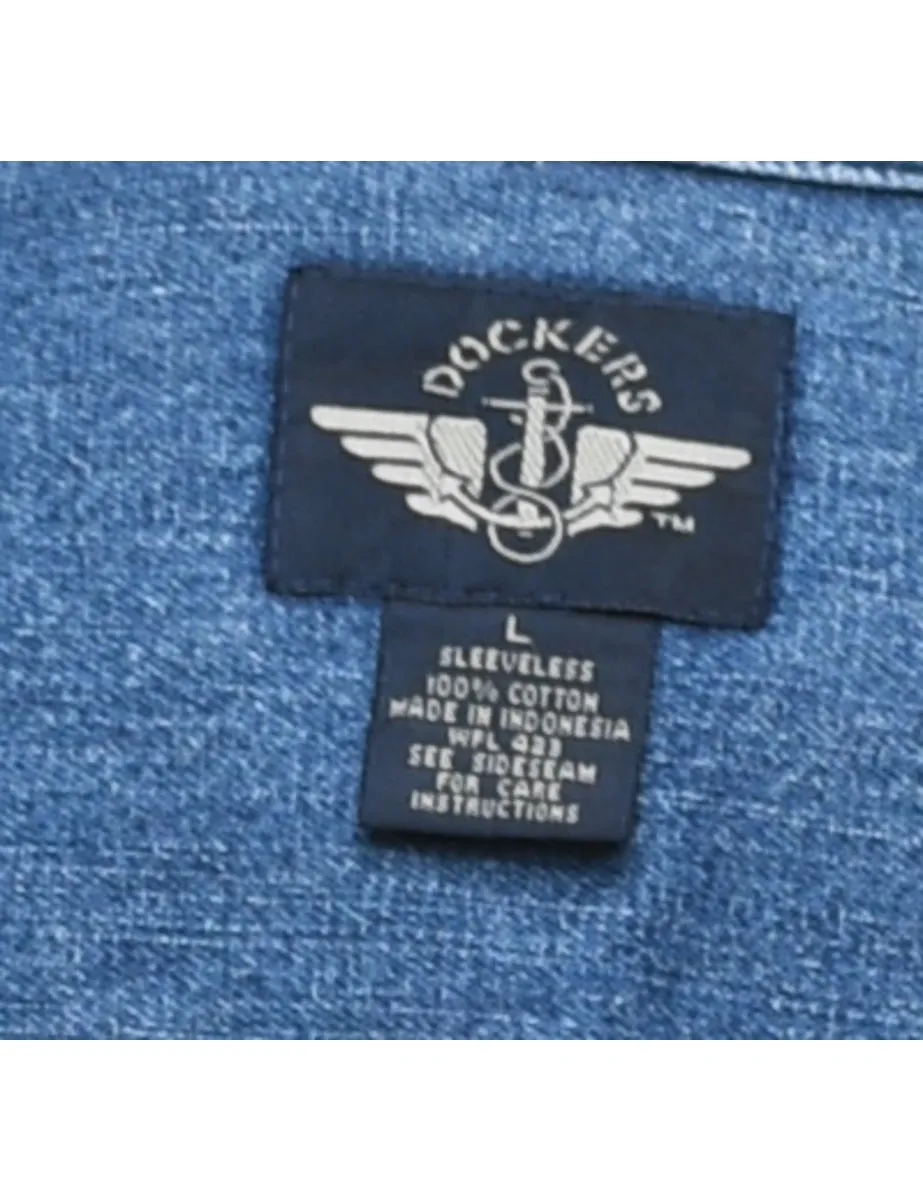 DOCKERS
TM
L
SLEEVELESS
100% COTTON
MADE IN INDONESIA
WPL 423
SEE SIDESEAM
FOR CARE
INSTRUCTIONS